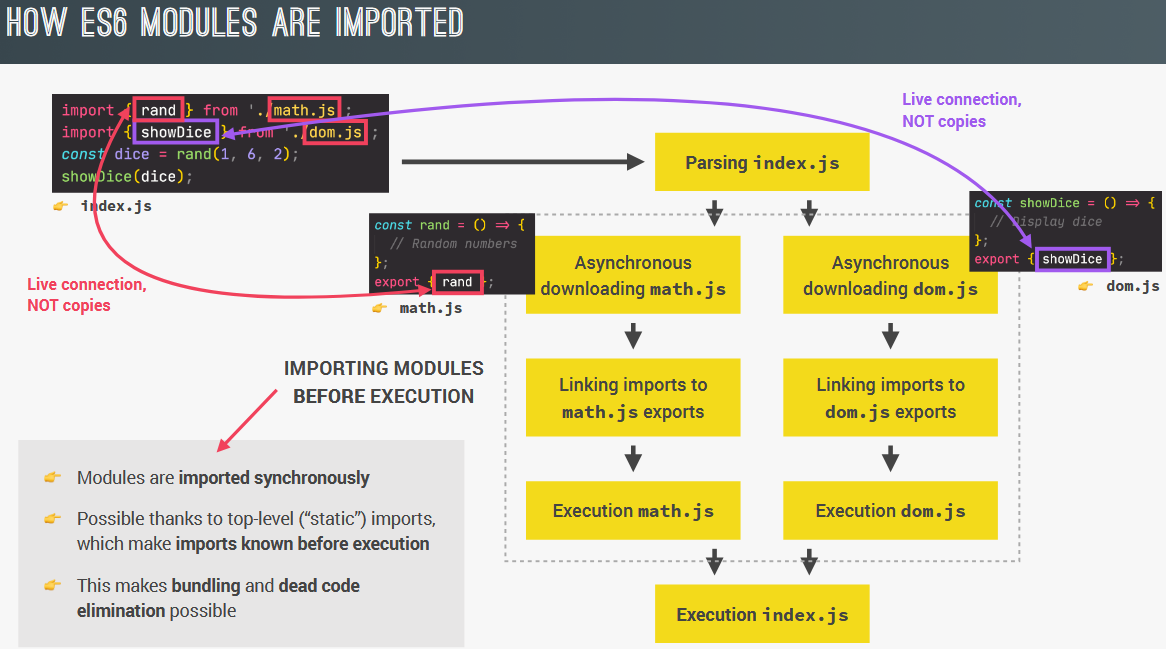 HOW ES6 MODULES ARE IMPORTED
import { rand } from './math.js';
import { showDice } from './dom.js';
const dice = rand(1, 6, 2);
showDice(dice);
👉 index.js
Live connection,
NOT copies
Live connection,
NOT copies
const rand = () => {
// Random numbers
};
export { rand };
👉 math.js
const showDice = () => {
// Display dice
};
export { showDice };
👉 dom.js
Parsing index.js
Asynchronous
downloading math.js
Asynchronous
downloading dom.js
Linking imports to
math.js exports
Linking imports to
dom.js exports
Execution math.js
Execution dom.js
Execution index.js
IMPORTING MODULES
BEFORE EXECUTION
👉 Modules are imported synchronously
👉 Possible thanks to top-level (“static”) imports,
which make imports known before execution
👉 This makes bundling and dead code
elimination possible